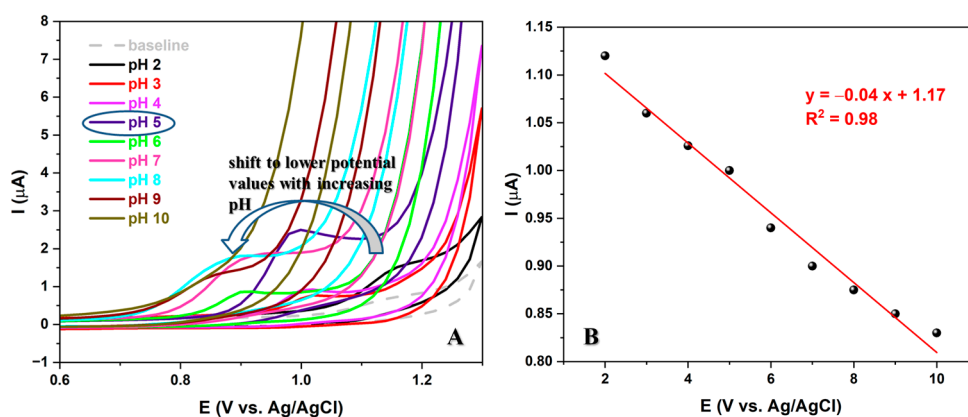 8
7
6
5
4
3
2
1
0
−1
I (µA)
baseline
pH 2
pH 3
pH 4
pH 5
pH 6
pH 7
pH 8
pH 9
pH 10
shift to lower potential
values with increasing
pH
A
0.6 0.8 1.0 1.2
E (V vs. Ag/AgCl)
1.10
1.05
1.00
0.95
0.90
0.85
0.80
I (µA)
y = −0.04 x + 1.17
R² = 0.98
B
2 4 6 8 10
E (V vs. Ag/AgCl)